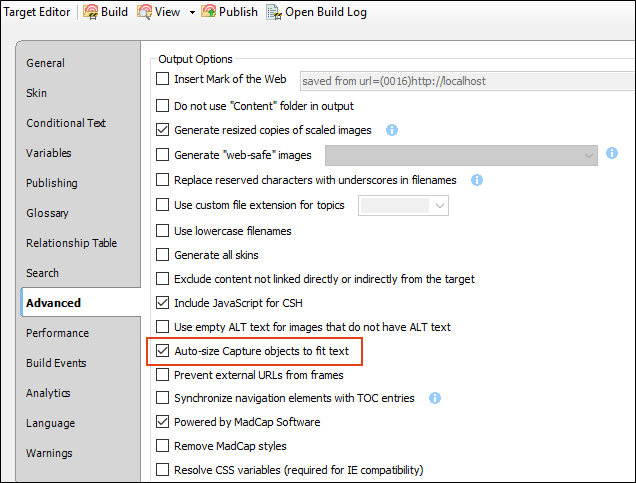 Target Editor Build View Publish Open Build Log
General
Skin
Conditional Text
Variables
Publishing
Glossary
Relationship Table
Search
Advanced
Performance
Build Events
Analytics
Language
Warnings
Output Options
Insert Mark of the Web saved from url=(0016)http://localhost
Do not use "Content" folder in output
Generate resized copies of scaled images
Generate "web-safe" images
Replace reserved characters with underscores in filenames
Use custom file extension for topics
Use lowercase filenames
Generate all skins
Exclude content not linked directly or indirectly from the target
Include JavaScript for CSH
Use empty ALT text for images that do not have ALT text
Auto-size Capture objects to fit text
Prevent external URLs from frames
Synchronize navigation elements with TOC entries
Powered by MadCap Software
Remove MadCap styles
Resolve CSS variables (required for IE compatibility)